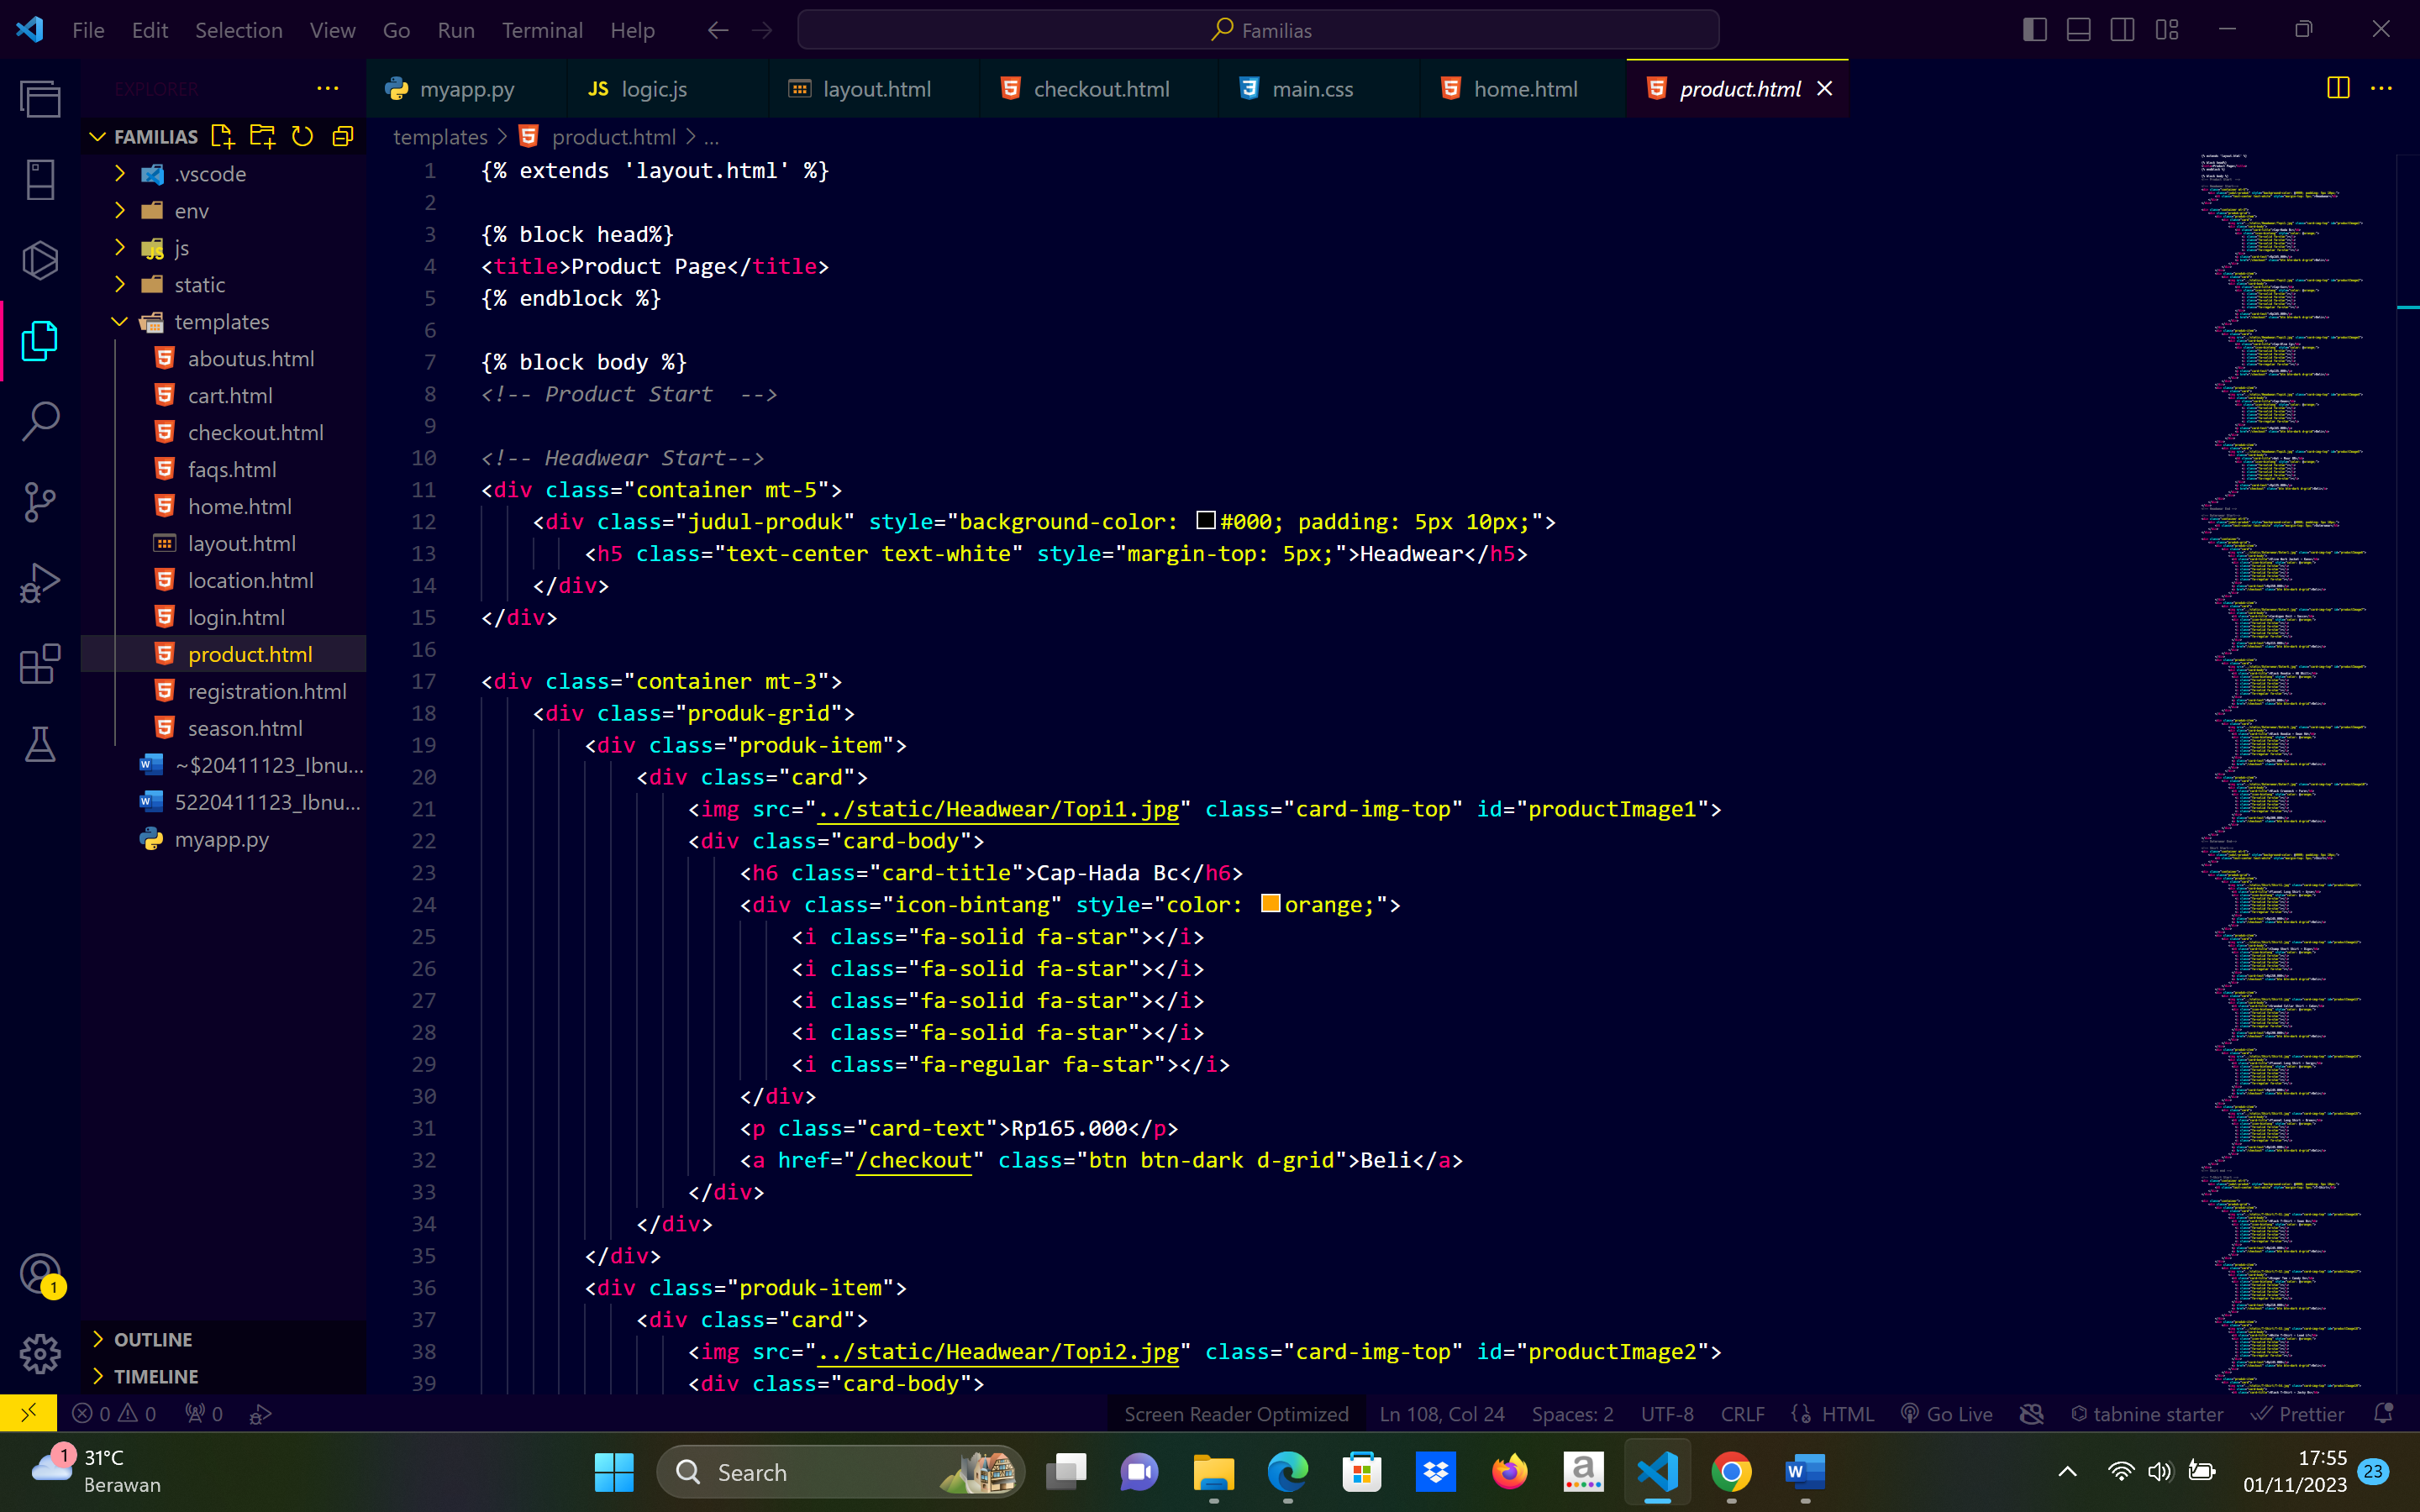 File Edit Selection View Go Run Terminal Help
Familias
EXPLORER
myapp.py
logic.js
layout.html
checkout.html
main.css
home.html
product.html
FAMILIAS
templates > product.html > ...
.vscode
env
js
static
templates
aboutus.html
cart.html
checkout.html
faqs.html
home.html
layout.html
location.html
login.html
product.html
registration.html
season.html
~$20411123_Ibnu...
5220411123_Ibnu...
myapp.py
OUTLINE
TIMELINE
1 {% extends 'layout.html' %}
2
3 {% block head%}
4 <title>Product Page</title>
5 {% endblock %}
6
7 {% block body %}
8 <!-- Product Start  -->
9
10 <!-- Headwear Start-->
11 <div class="container mt-5">
12 <div class="judul-produk" style="background-color: #000; padding: 5px 10px;">
13 <h5 class="text-center text-white" style="margin-top: 5px;">Headwear</h5>
14 </div>
15 </div>
16
17 <div class="container mt-3">
18 <div class="produk-grid">
19 <div class="produk-item">
20 <div class="card">
21 <img src="../static/Headwear/Topi1.jpg" class="card-img-top" id="productImage1">
22 <div class="card-body">
23 <h6 class="card-title">Cap-Hada Bc</h6>
24 <div class="icon-bintang" style="color: orange;">
25 <i class="fa-solid fa-star"></i>
26 <i class="fa-solid fa-star"></i>
27 <i class="fa-solid fa-star"></i>
28 <i class="fa-solid fa-star"></i>
29 <i class="fa-regular fa-star"></i>
30 </div>
31 <p class="card-text">Rp165.000</p>
32 <a href="/checkout" class="btn btn-dark d-grid">Beli</a>
33 </div>
34 </div>
35 </div>
36 <div class="produk-item">
37 <div class="card">
38 <img src="../static/Headwear/Topi2.jpg" class="card-img-top" id="productImage2">
39 <div class="card-body">
1
0 0 0
Screen Reader Optimized Ln 108, Col 24 Spaces: 2 UTF-8 CRLF HTML Go Live tabnine starter Prettier
1
31°C
Berawan
Search
17:55
01/11/2023
23